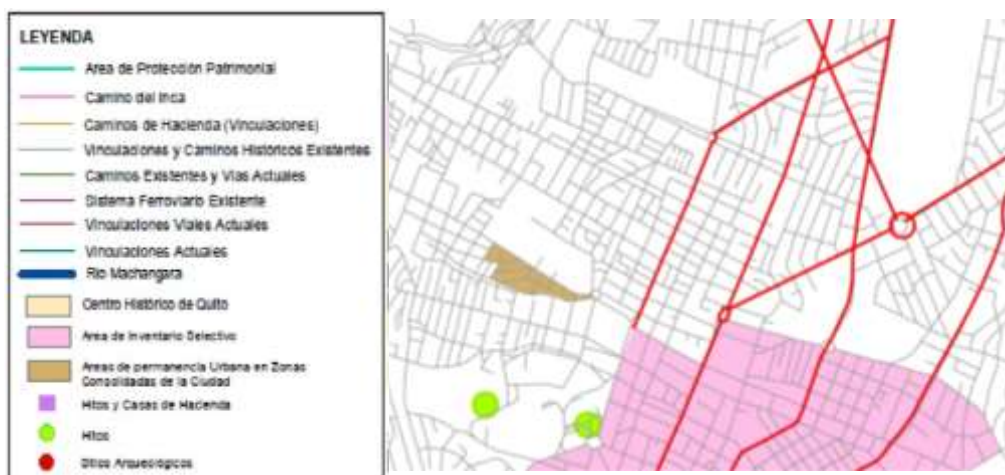 LEYENDA
Area de Protección Patrimonial
Camino del Inca
Caminos de Hacienda (Vinculaciones)
Vinculaciones y Caminos Históricos Existentes
Caminos Existentes y Vias Actuales
Sistema Ferroviario Existente
Vinculaciones Viales Actuales
Vinculaciones Actuales
Rio Machangara
Centro Histórico de Quito
Area de Inventario Selectivo
Areas de permanencia Urbana en Zonas
Consolidadas de la Ciudad
Hitos y Casas de Hacienda
Hitos
Sitios Arqueológicos